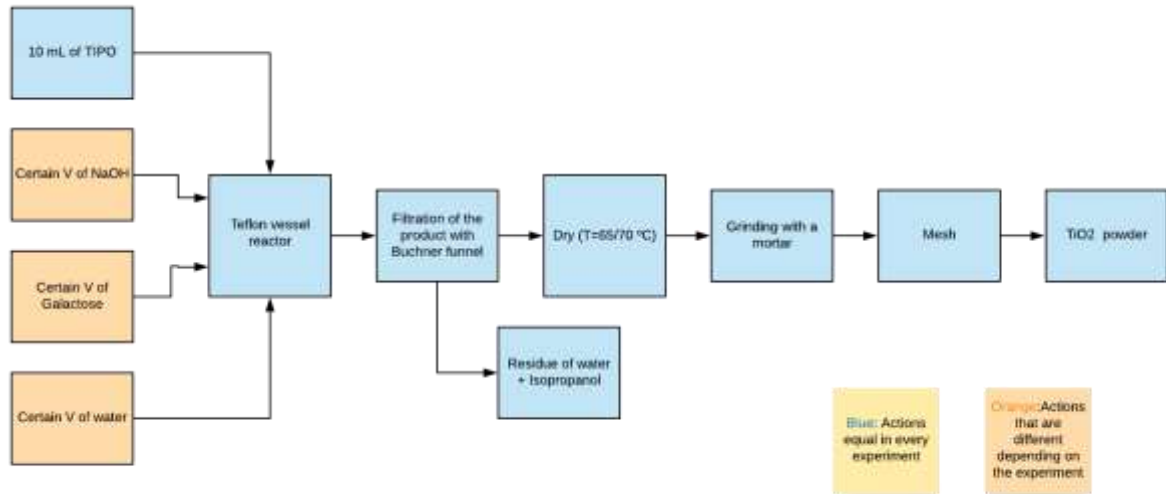 10 mL of TIPO
Certain V of NaOH
Certain V of
Galactose
Certain V of water
Teflon vessel
reactor
Filtration of the
product with
Buchner funnel
Residue of water
+ Isopropanol
Dry (T=65/70 ºC)
Grinding with a
mortar
Mesh
TiO2 powder
Blue: Actions
equal in every
experiment
Orange:Actions
that are
different
depending on
the experiment